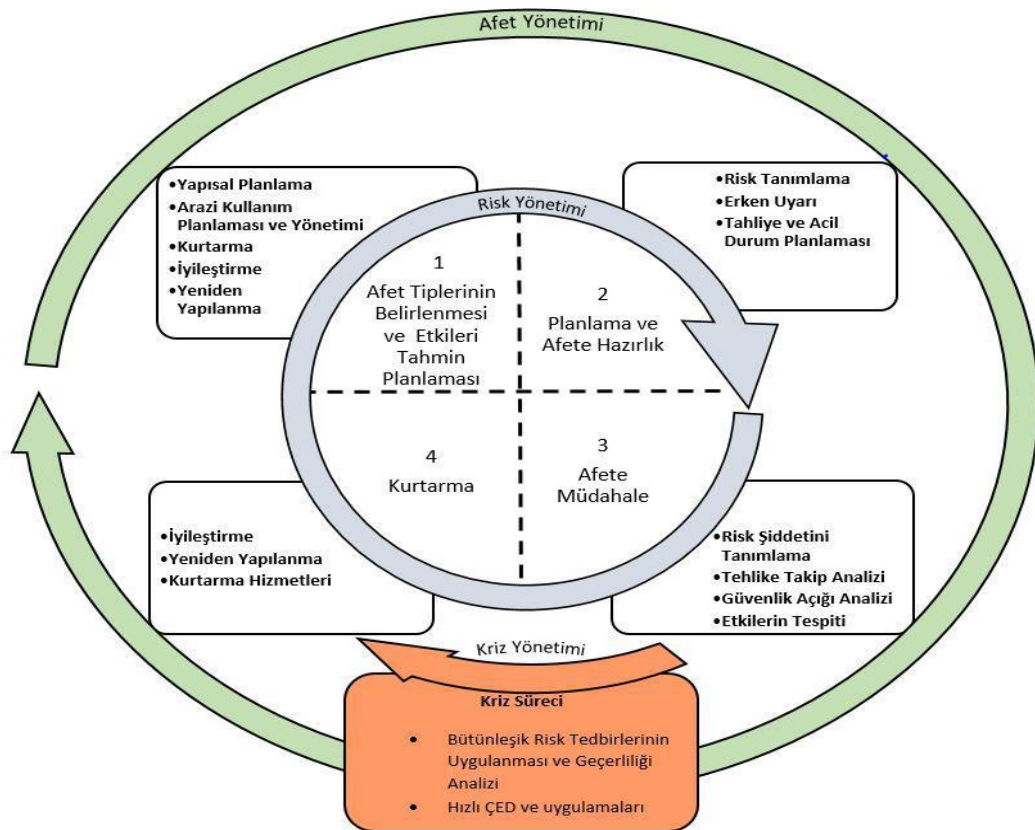 Afet Yönetimi
•Yapısal Planlama
•Arazi Kullanım
Planlaması ve Yönetimi
•Kurtarma
•İyileştirme
•Yeniden
Yapılanma
Risk Yönetimi
•Risk Tanımlama
•Erken Uyarı
•Tahliye ve Acil
Durum Planlaması
1
Afet Tiplerinin
Belirlenmesi
ve Etkileri
Tahmin
Planlaması
2
Planlama ve
Afete Hazırlık
4
Kurtarma
3
Afete
Müdahale
•İyileştirme
•Yeniden Yapılanma
•Kurtarma Hizmetleri
•Risk Şiddetini
Tanımlama
•Tehlike Takip Analizi
•Güvenlik Açığı Analizi
•Etkilerin Tespiti
Kriz Yönetimi
Kriz Süreci
• Bütünleşik Risk Tedbirlerinin
Uygulanması ve Geçerliliği
Analizi
• Hızlı ÇED ve uygulamaları